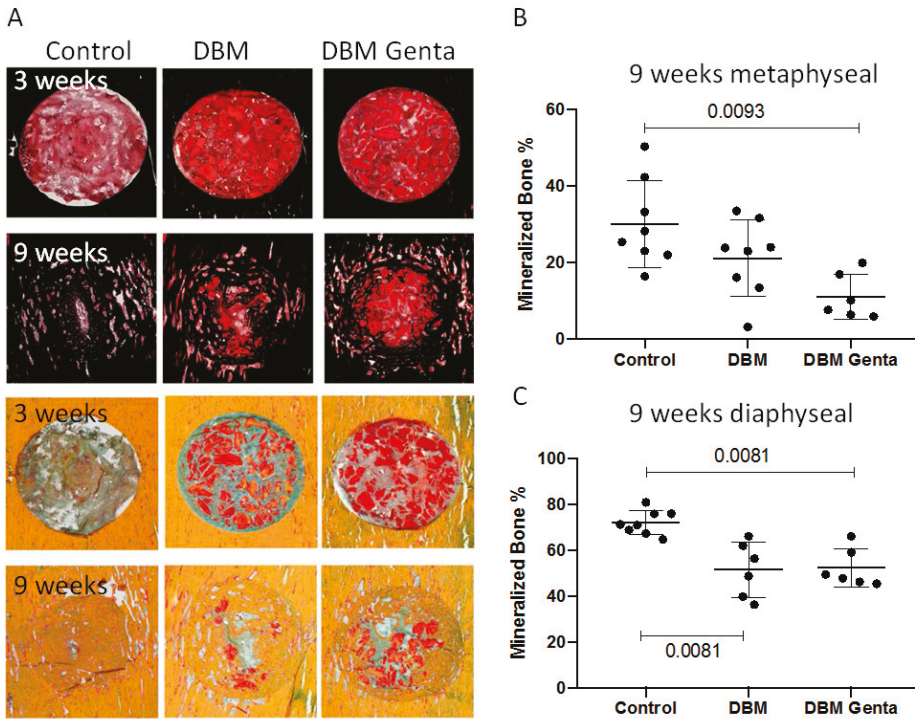 A
Control DBM DBM Genta
3 weeks
9 weeks
3 weeks
9 weeks
B
9 weeks metaphyseal
0.0093
Mineralized Bone %
60
40
20
0
Control DBM DBM Genta
C
9 weeks diaphyseal
0.0081
Mineralized Bone %
100
80
60
40
20
0
0.0081
Control DBM DBM Genta